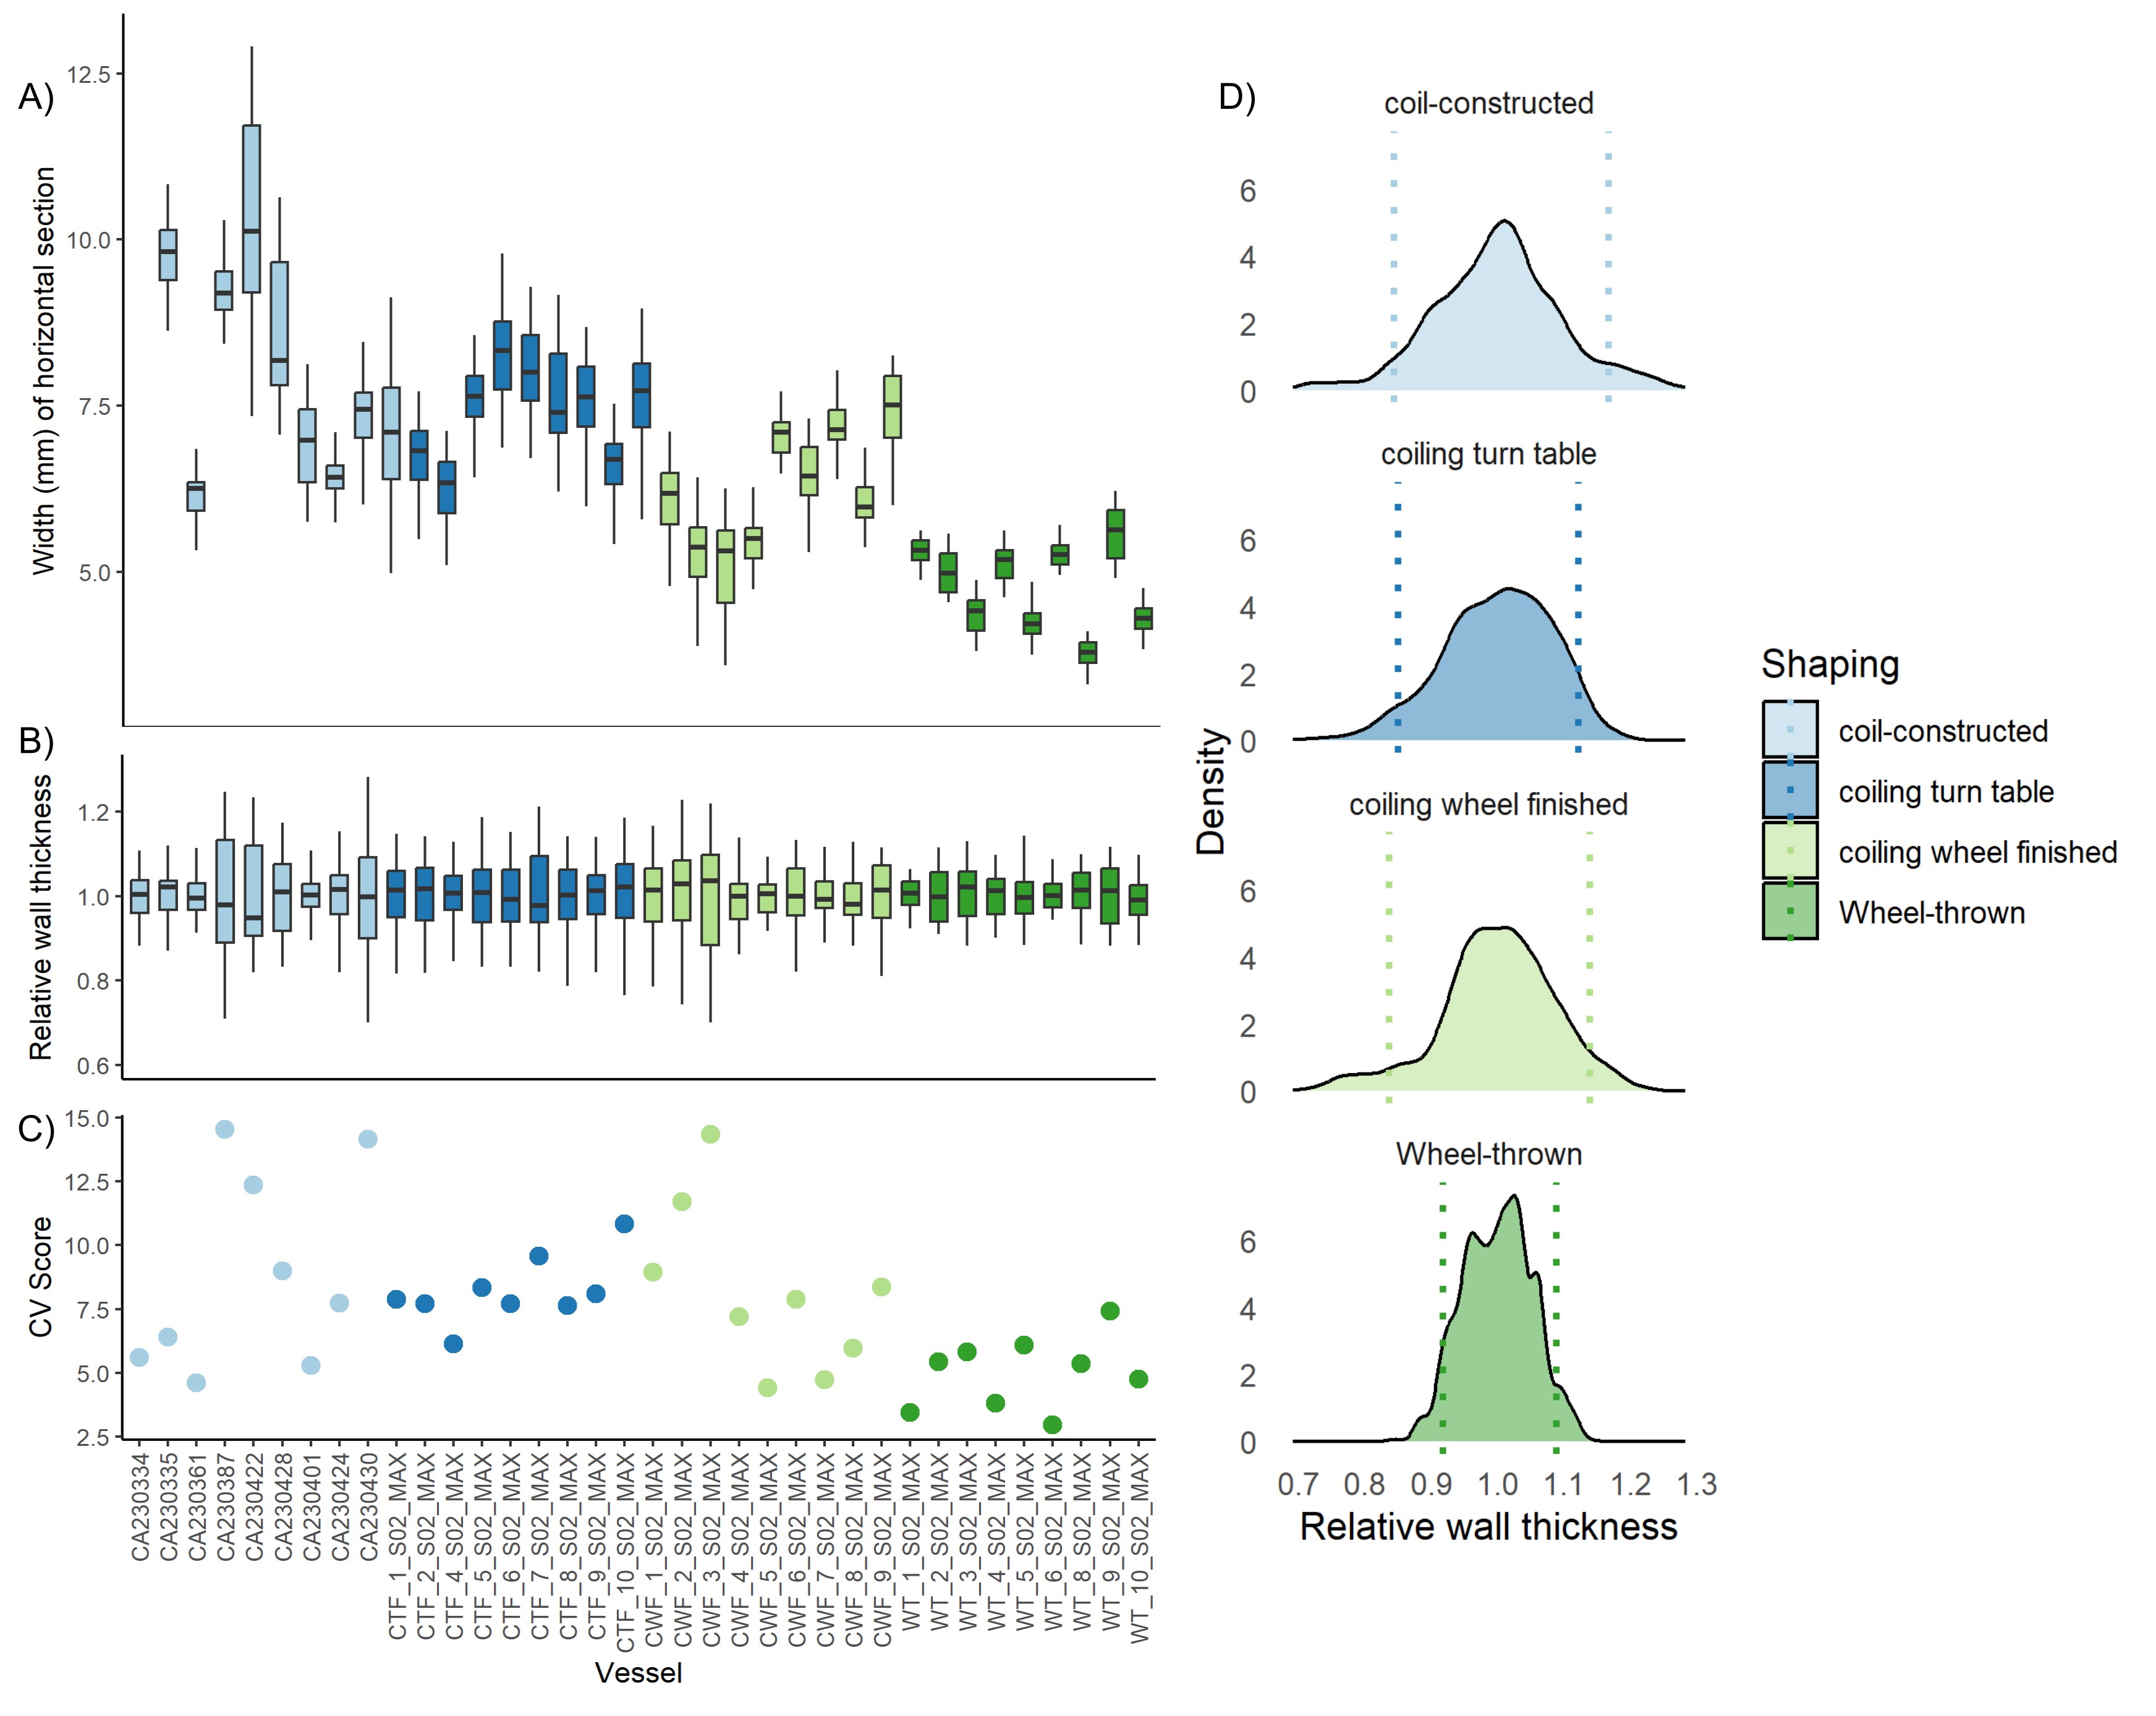 A)
12.5
10.0
7.5
5.0
Width (mm) of horizontal section
B)
1.2
1.0
0.8
0.6
Relative wall thickness
C)
15.0
12.5
10.0
7.5
5.0
2.5
CV Score
CA230334
CA230335
CA230361
CA230387
CA230422
CA230428
CA230401
CA230424
CA230430
CTF_1_S02_MAX
CTF_2_S02_MAX
CTF_4_S02_MAX
CTF_5_S02_MAX
CTF_6_S02_MAX
CTF_7_S02_MAX
CTF_8_S02_MAX
CTF_9_S02_MAX
CTF_10_S02_MAX
CWF_1_S02_MAX
CWF_2_S02_MAX
CWF_3_S02_MAX
CWF_4_S02_MAX
CWF_5_S02_MAX
CWF_6_S02_MAX
CWF_7_S02_MAX
CWF_8_S02_MAX
CWF_9_S02_MAX
WT_1_S02_MAX
WT_2_S02_MAX
WT_3_S02_MAX
WT_4_S02_MAX
WT_5_S02_MAX
WT_6_S02_MAX
WT_8_S02_MAX
WT_9_S02_MAX
WT_10_S02_MAX
Vessel
D)
coil-constructed
6
4
2
0
coiling turn table
6
4
2
0
coiling wheel finished
6
4
2
0
Wheel-thrown
6
4
2
0
Density
0.7 0.8 0.9 1.0 1.1 1.2 1.3
Relative wall thickness
Shaping
coil-constructed
coiling turn table
coiling wheel finished
Wheel-thrown